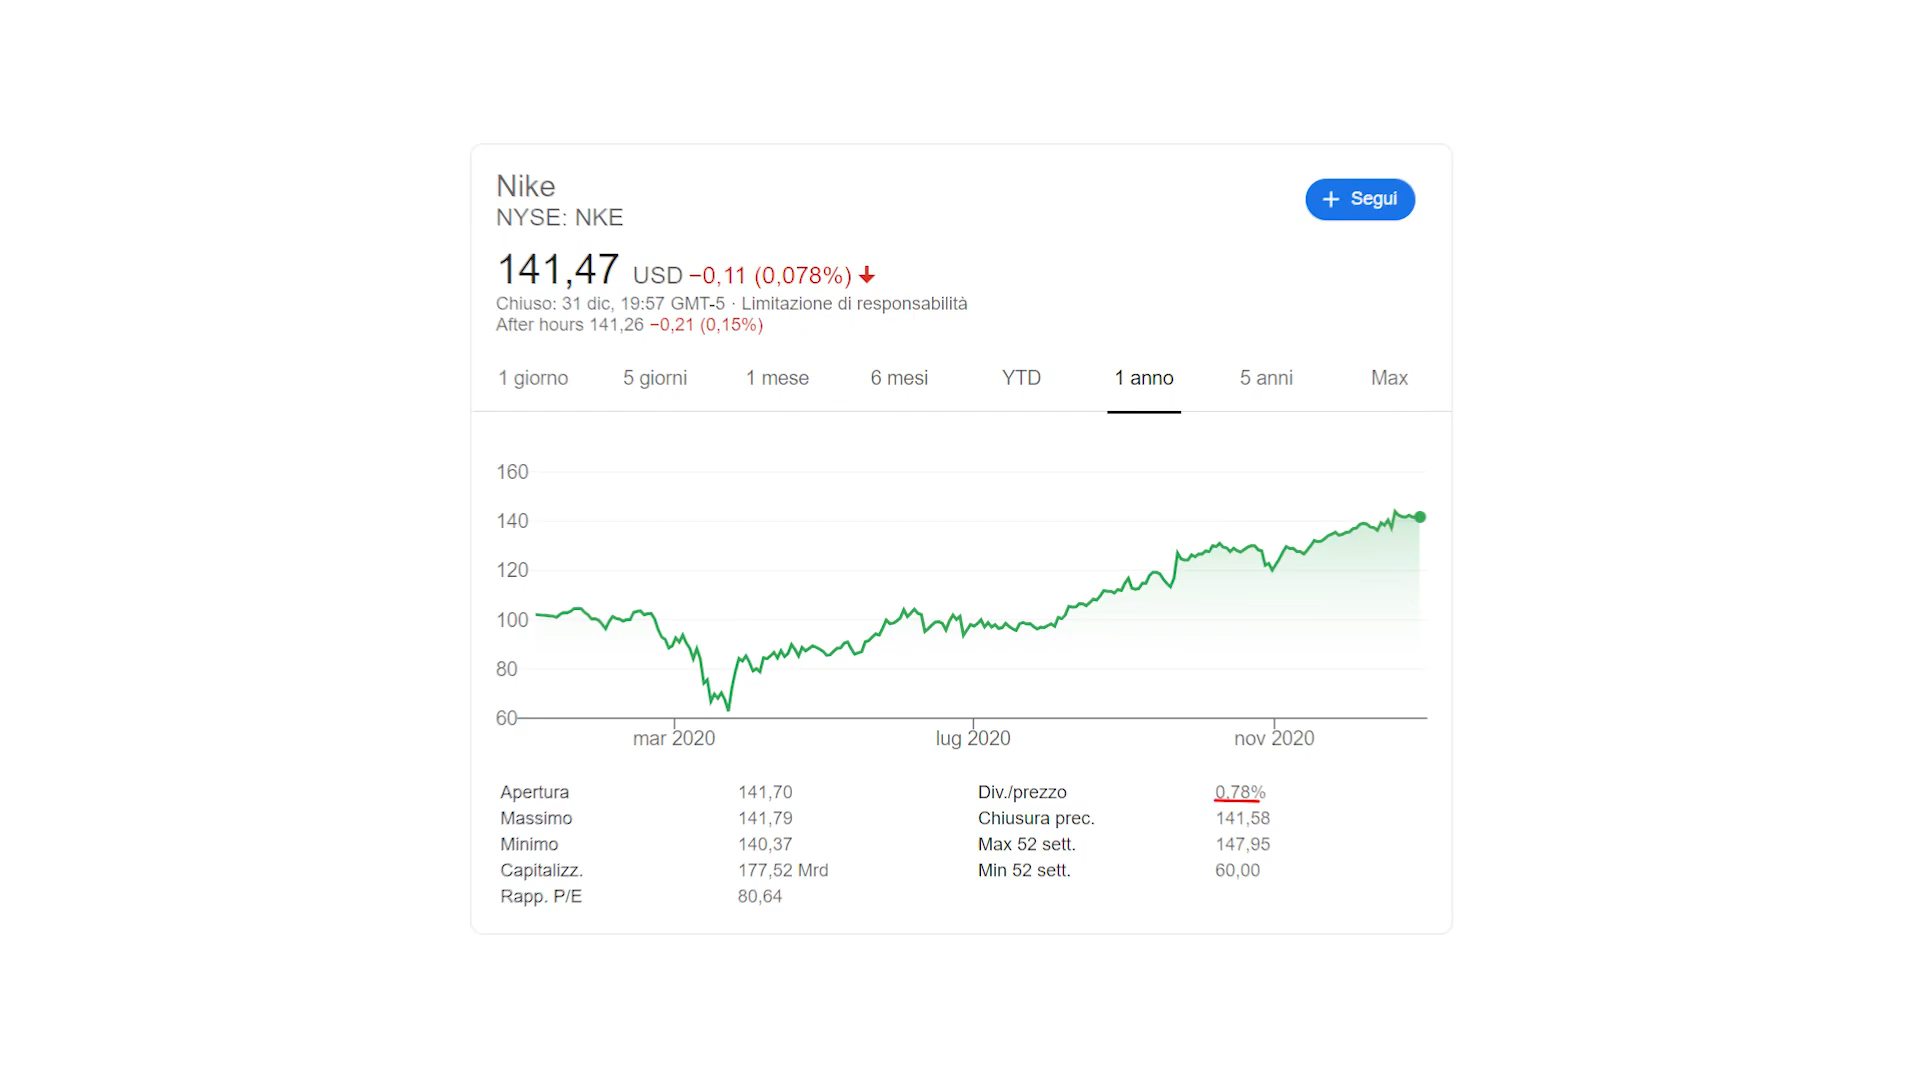 Nike
NYSE: NKE
+ Segui
141,47 USD −0,11 (0,078%)
Chiuso: 31 dic, 19:57 GMT-5 · Limitazione di responsabilità
After hours 141,26 −0,21 (0,15%)
1 giorno 5 giorni 1 mese 6 mesi YTD 1 anno 5 anni Max
160
140
120
100
80
60
mar 2020 lug 2020 nov 2020
Apertura 141,70 Div./prezzo 0,78%
Massimo 141,79 Chiusura prec. 141,58
Minimo 140,37 Max 52 sett. 147,95
Capitalizz. 177,52 Mrd Min 52 sett. 60,00
Rapp. P/E 80,64